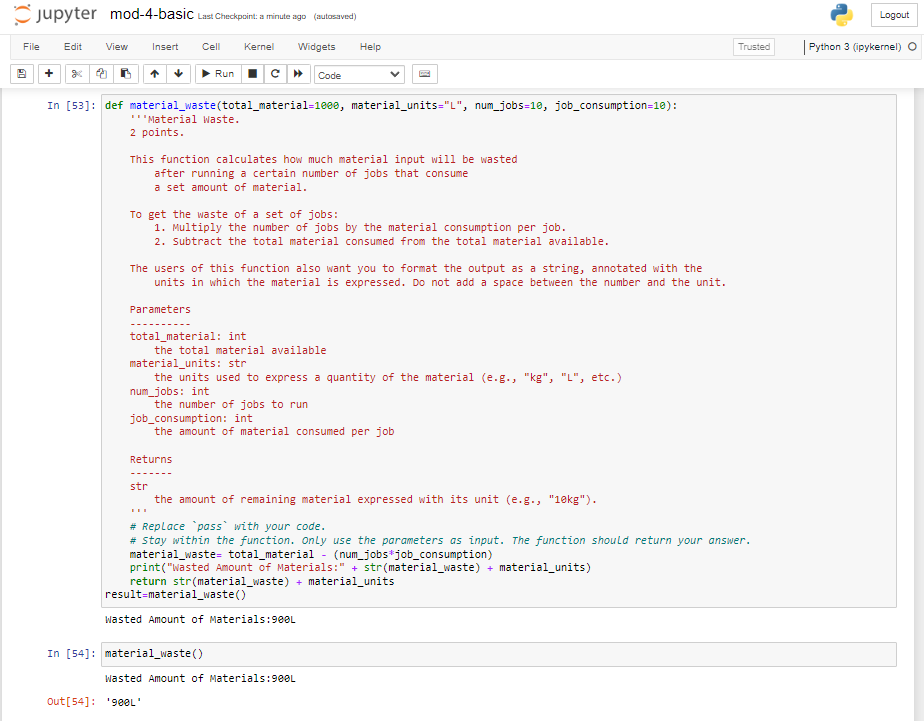 jupyter mod-4-basic Last Checkpoint: a minute ago (autosaved)
Logout
File Edit View Insert Cell Kernel Widgets Help
Trusted Python 3 (ipykernel)
Run Code
In [53]: def material_waste(total_material=1000, material_units="L", num_jobs=10, job_consumption=10):
'''Material Waste.
2 points.
This function calculates how much material input will be wasted
after running a certain number of jobs that consume
a set amount of material.
To get the waste of a set of jobs:
1. Multiply the number of jobs by the material consumption per job.
2. Subtract the total material consumed from the total material available.
The users of this function also want you to format the output as a string, annotated with the
units in which the material is expressed. Do not add a space between the number and the unit.
Parameters
----------
total_material: int
the total material available
material_units: str
the units used to express a quantity of the material (e.g., "kg", "L", etc.)
num_jobs: int
the number of jobs to run
job_consumption: int
the amount of material consumed per job
Returns
-------
str
the amount of remaining material expressed with its unit (e.g., "10kg").
'''
# Replace `pass` with your code.
# Stay within the function. Only use the parameters as input. The function should return your answer.
material_waste= total_material - (num_jobs*job_consumption)
print("Wasted Amount of Materials:" + str(material_waste) + material_units)
return str(material_waste) + material_units
result=material_waste()
Wasted Amount of Materials:900L
In [54]: material_waste()
Wasted Amount of Materials:900L
Out[54]: '900L'